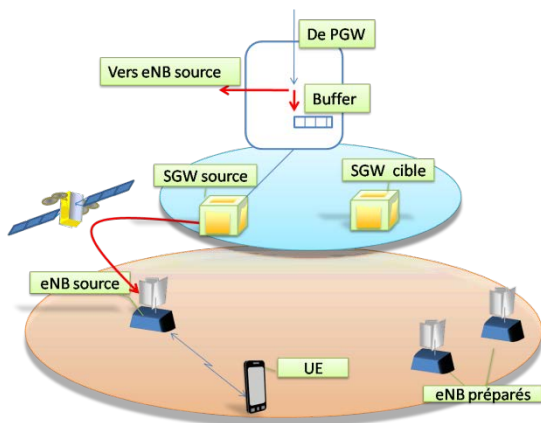 De PGW
Vers eNB source
Buffer
SGW source
SGW cible
eNB source
UE
eNB préparés